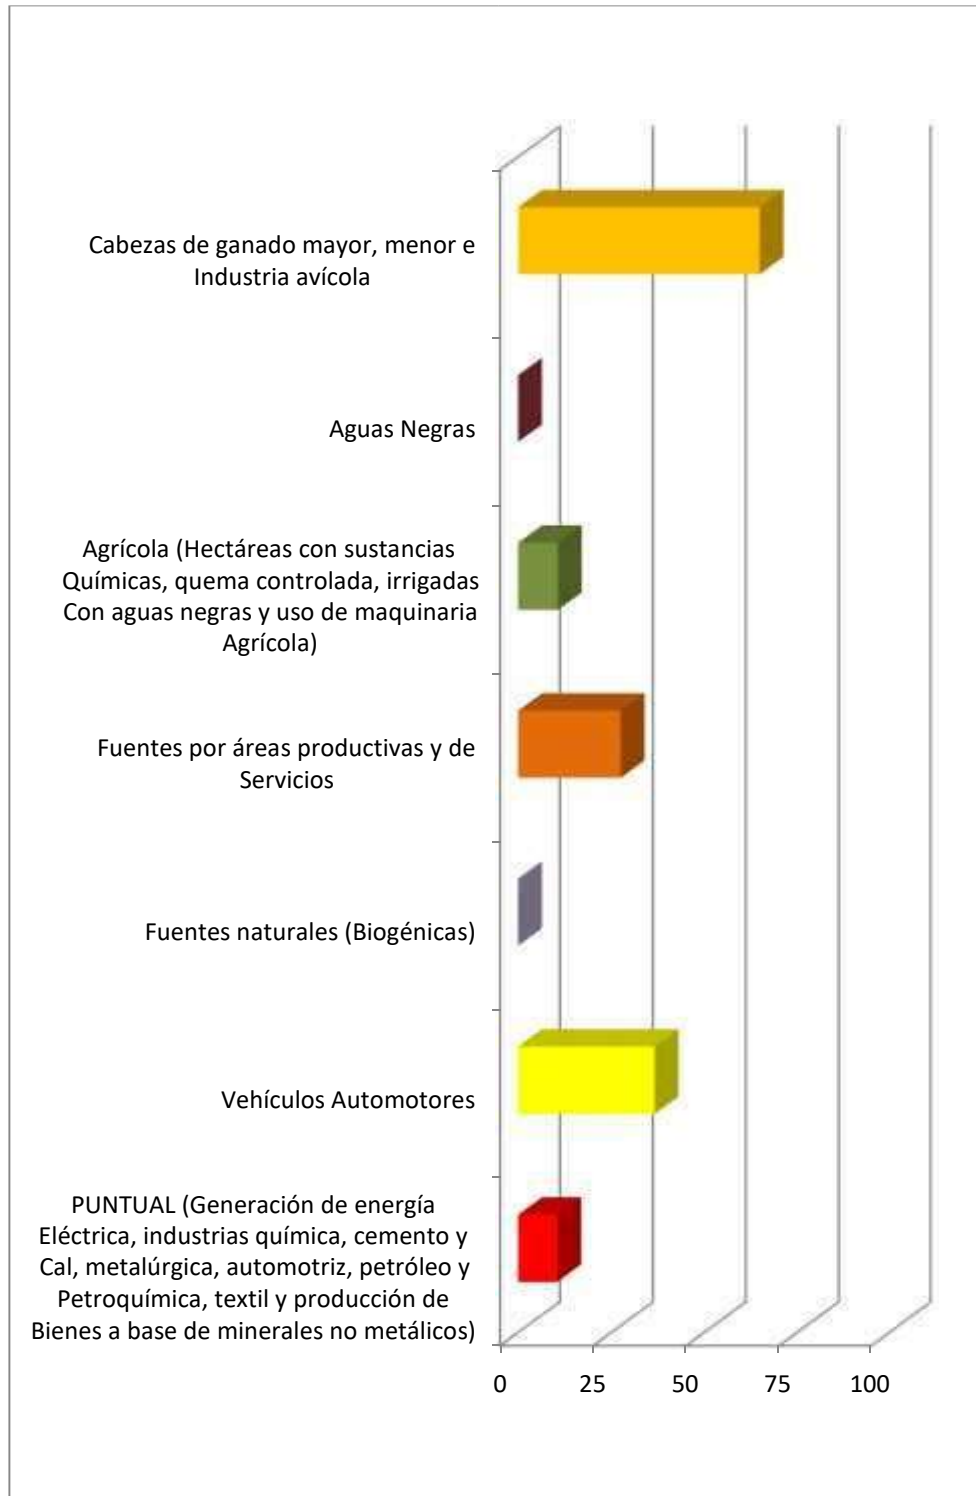 Cabezas de ganado mayor, menor e
Industria avícola
Aguas Negras
Agrícola (Hectáreas con sustancias
Químicas, quema controlada, irrigadas
Con aguas negras y uso de maquinaria
Agrícola)
Fuentes por áreas productivas y de
Servicios
Fuentes naturales (Biogénicas)
Vehículos Automotores
PUNTUAL (Generación de energía
Eléctrica, industrias química, cemento y
Cal, metalúrgica, automotriz, petróleo y
Petroquímica, textil y producción de
Bienes a base de minerales no metálicos)
0 25 50 75 100